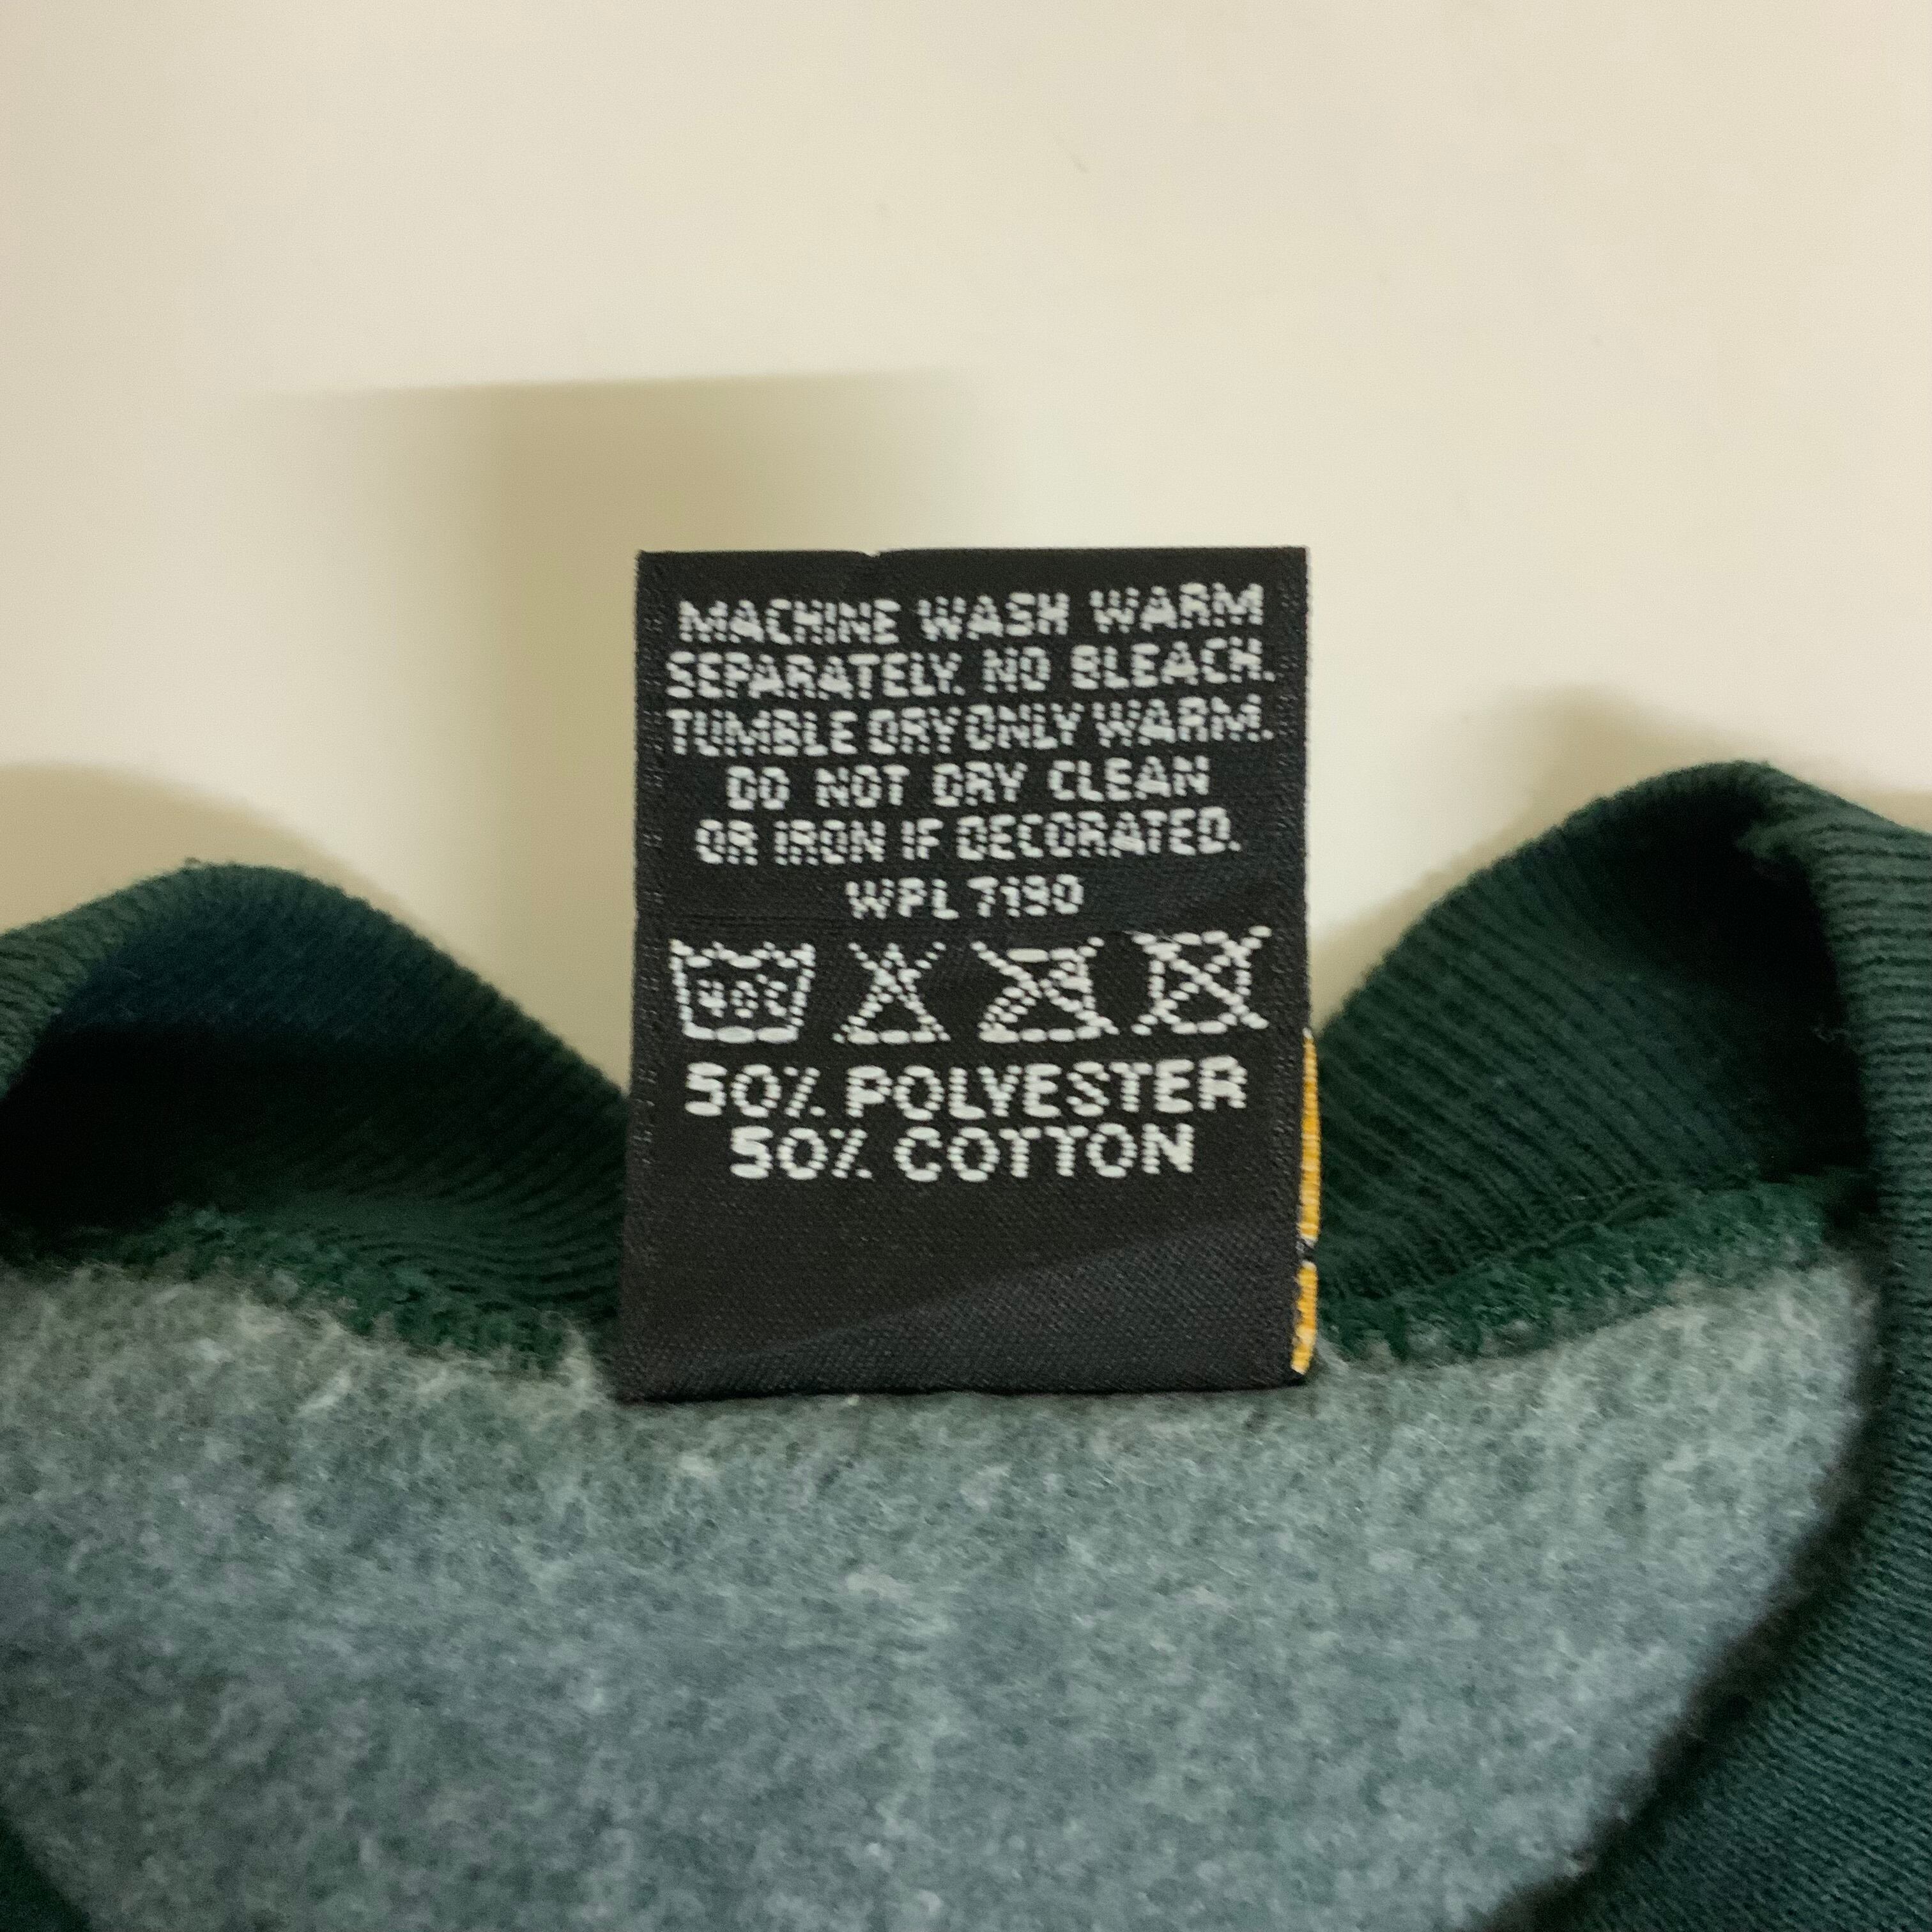 MACHINE WASH WARM
SEPARATELY. NO BLEACH.
TUMBLE DRY ONLY WARM.
DO NOT DRY CLEAN
OR IRON IF DECORATED.
WPL 7190
40C
50% POLYESTER
50% COTTON